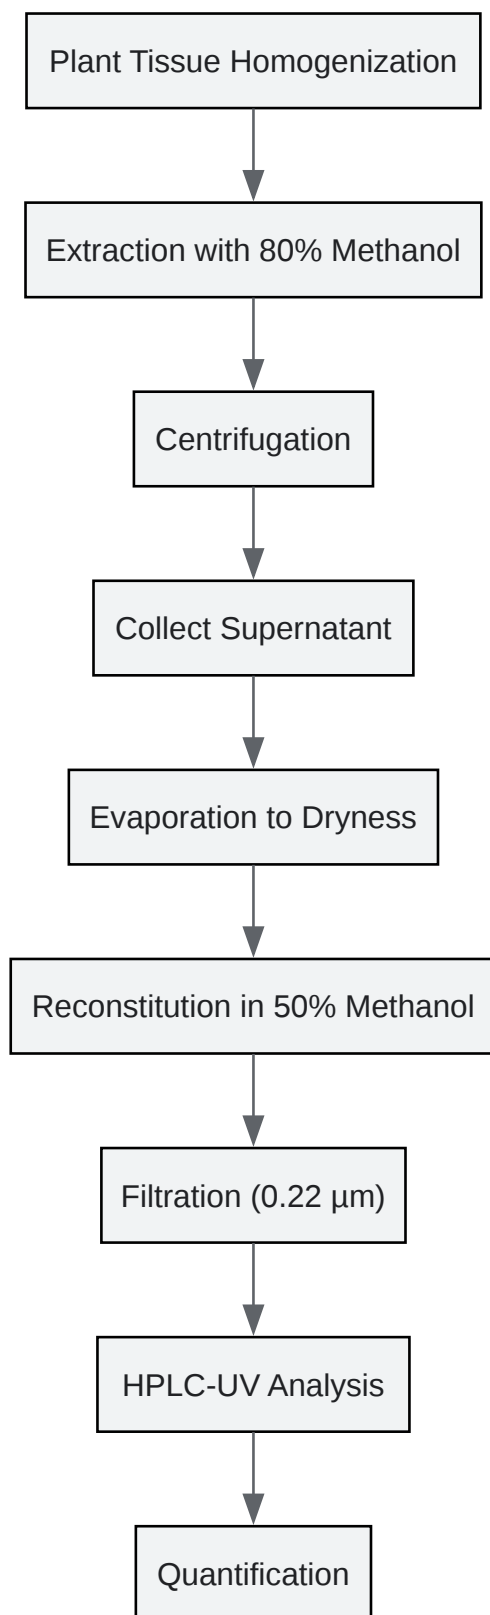 Plant Tissue Homogenization
Extraction with 80% Methanol
Centrifugation
Collect Supernatant
Evaporation to Dryness
Reconstitution in 50% Methanol
Filtration (0.22 µm)
HPLC-UV Analysis
Quantification